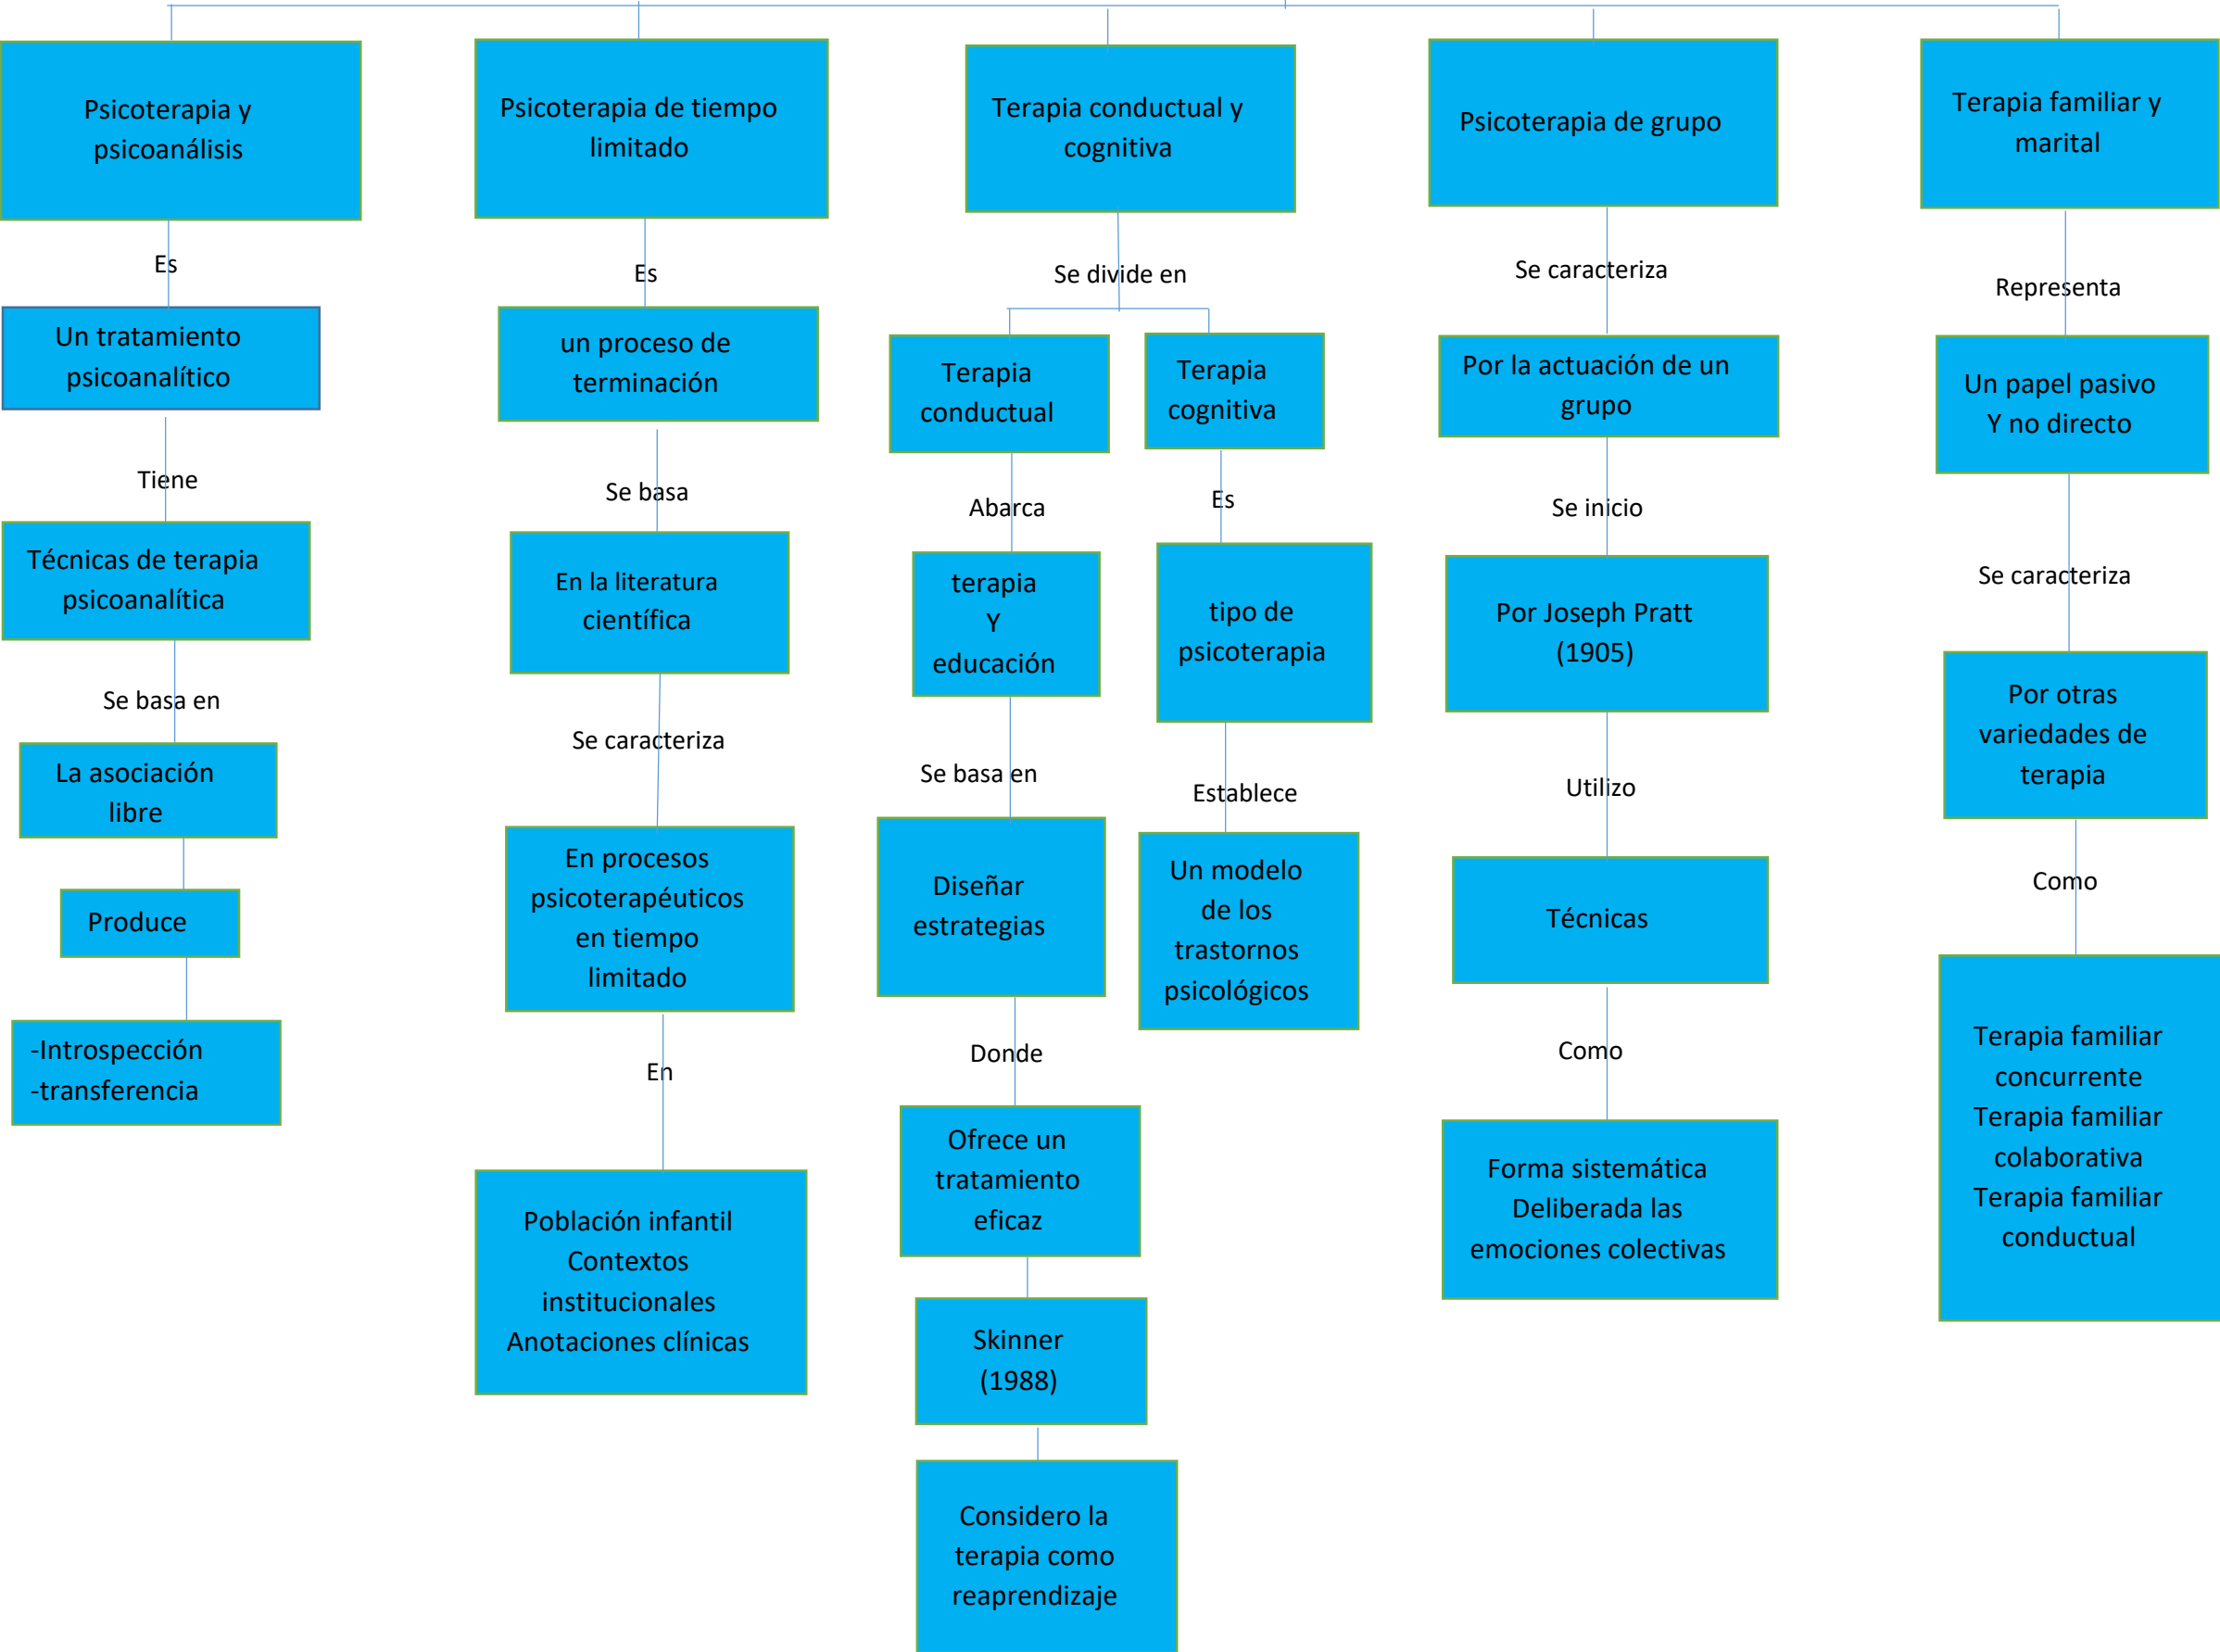 Psicoterapia y
psicoanálisis
Es
Un tratamiento
psicoanalítico
Tiene
Técnicas de terapia
psicoanalítica
Se basa en
La asociación
libre
Produce
-Introspección
-transferencia
Psicoterapia de tiempo
limitado
Es
un proceso de
terminación
Se basa
En la literatura
científica
Se caracteriza
En procesos
psicoterapéuticos
en tiempo
limitado
En
Población infantil
Contextos
institucionales
Anotaciones clínicas
Terapia conductual y
cognitiva
Se divide en
Terapia
conductual
Abarca
terapia
Y
educación
Se basa en
Diseñar
estrategias
Donde
Ofrece un
tratamiento
eficaz
Skinner
(1988)
Considero la
terapia como
reaprendizaje
Terapia
cognitiva
Es
tipo de
psicoterapia
Establece
Un modelo
de los
trastornos
psicológicos
Psicoterapia de grupo
Se caracteriza
Por la actuación de un
grupo
Se inicio
Por Joseph Pratt
(1905)
Utilizo
Técnicas
Como
Forma sistemática
Deliberada las
emociones colectivas
Terapia familiar y
marital
Representa
Un papel pasivo
Y no directo
Se caracteriza
Por otras
variedades de
terapia
Como
Terapia familiar
concurrente
Terapia familiar
colaborativa
Terapia familiar
conductual